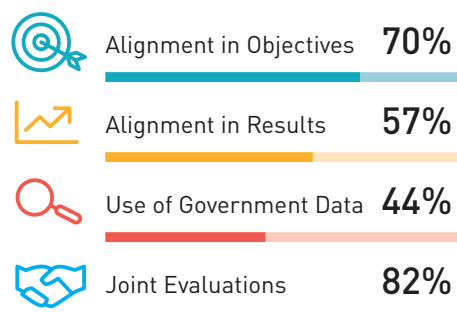 Alignment in Objectives 70%
Alignment in Results 57%
Use of Government Data 44%
Joint Evaluations 82%